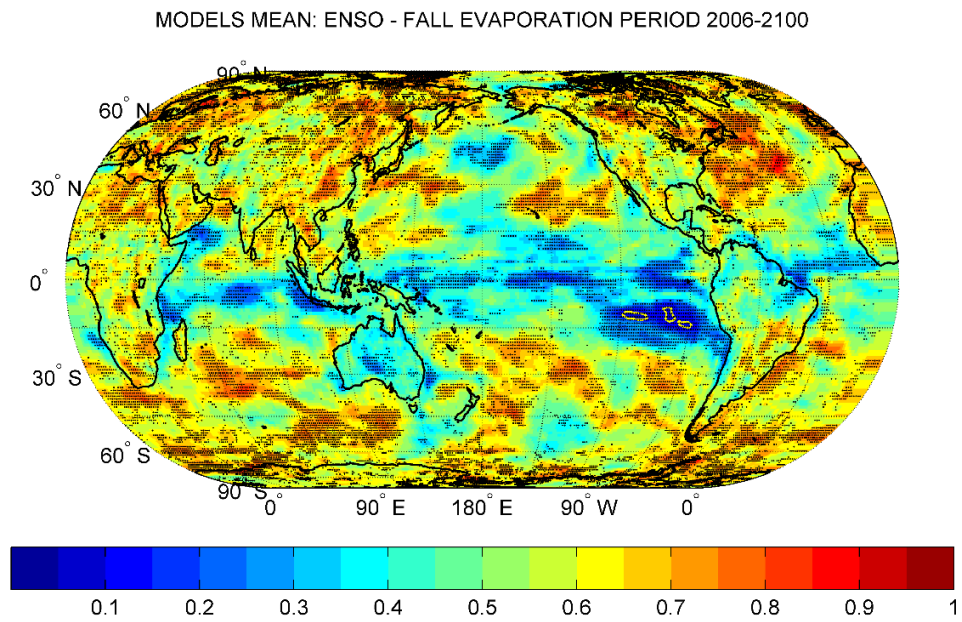 MODELS MEAN: ENSO - FALL EVAPORATION PERIOD 2006-2100
90° N
60° N
30° N
0°
30° S
60° S
90° S
0° 90° E 180° E 90° W 0°
0.1 0.2 0.3 0.4 0.5 0.6 0.7 0.8 0.9 1